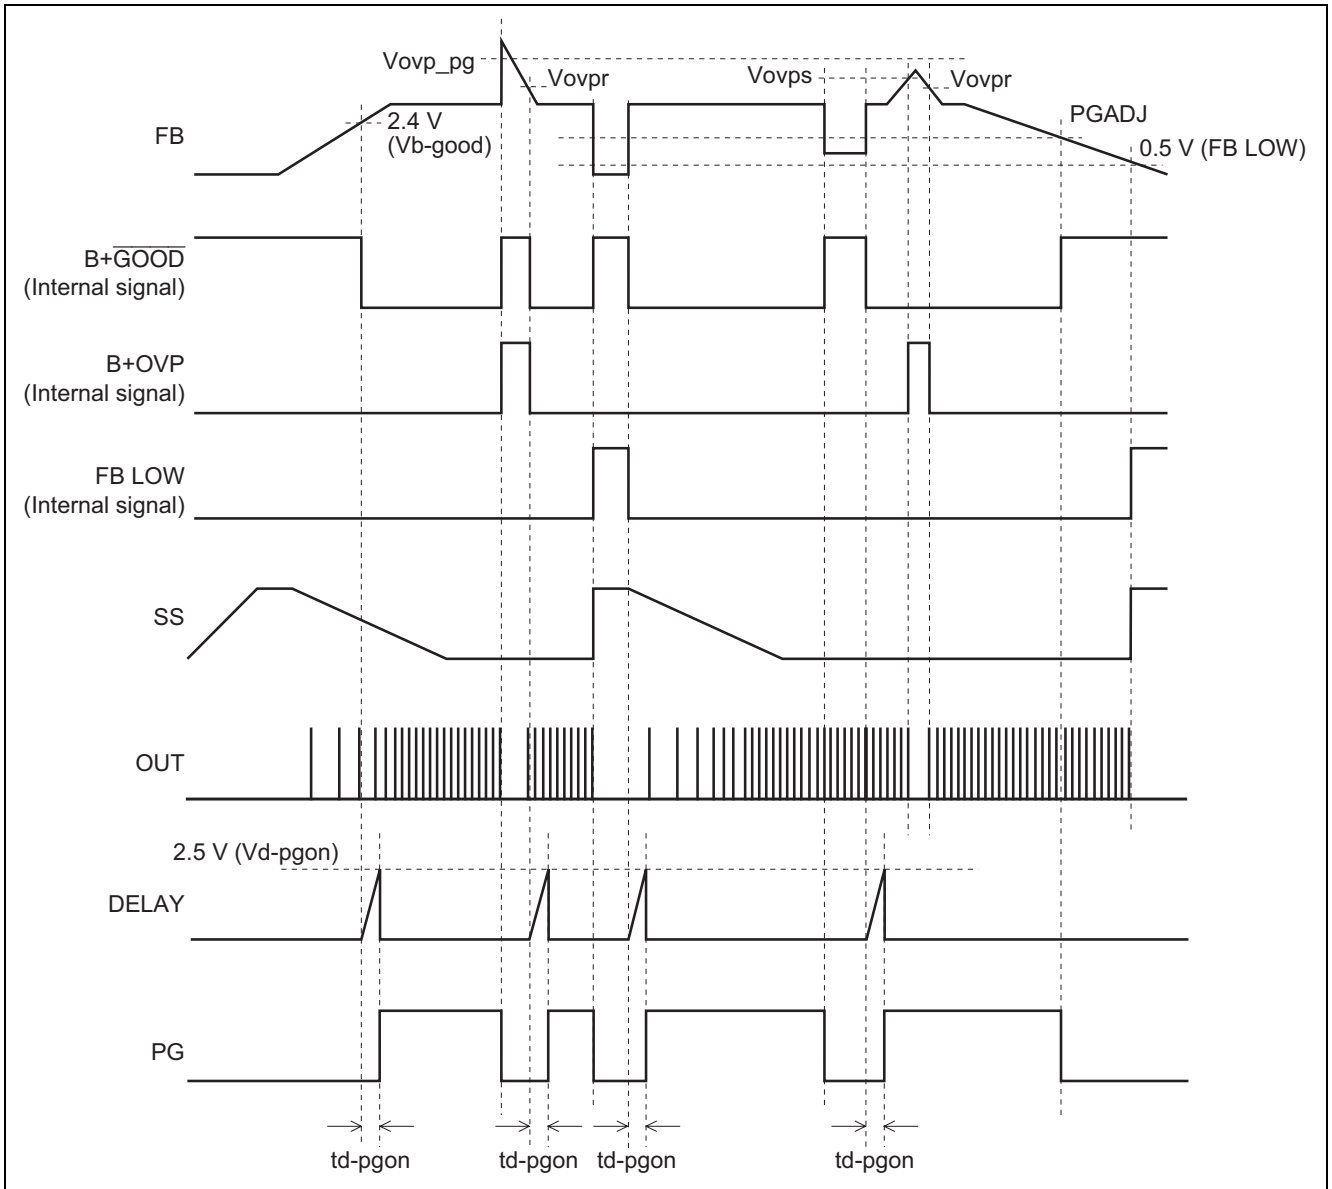 Vovp_pg
Vovpr
Vovps
Vovpr
FB
2.4 V
(Vb-good)
PGADJ
0.5 V (FB LOW)
B+GOOD
(Internal signal)
B+OVP
(Internal signal)
FB LOW
(Internal signal)
SS
OUT
2.5 V (Vd-pgon)
DELAY
PG
td-pgon
td-pgon
td-pgon
td-pgon